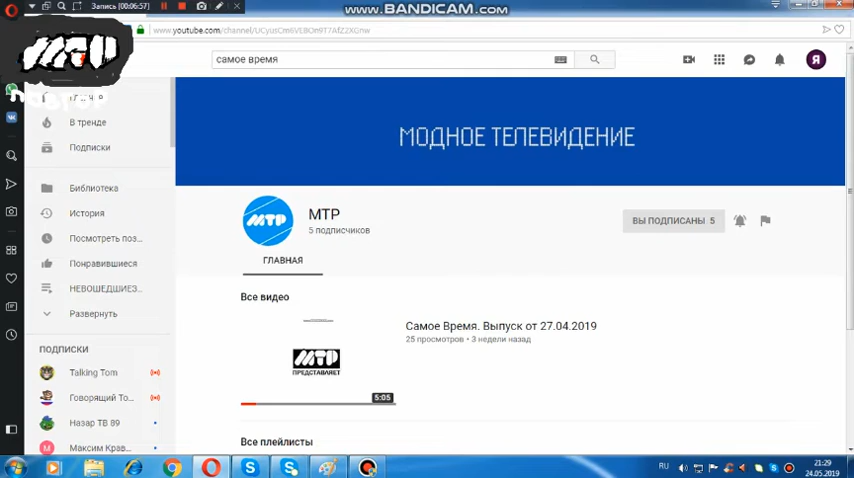 Запись [00:06:57]
www.BANDICAM.com
www.youtube.com/channel/UCyusCm6VEBOn9T7AfZ2XGnw
МТР
самое время
Я
В тренде
Подписки
Библиотека
История
Посмотреть поз...
Понравившиеся
НЕВОШЕДШИЕЗ...
Развернуть
ПОДПИСКИ
Talking Tom
Говорящий То...
Назар ТВ 89
Максим Крав...
МОДНОЕ ТЕЛЕВИДЕНИЕ
МТР
МТР
5 подписчиков
ВЫ ПОДПИСАНЫ 5
ГЛАВНАЯ
Все видео
МТР
ПРЕДСТАВЛЯЕТ
5:05
Самое Время. Выпуск от 27.04.2019
25 просмотров • 3 недели назад
Все плейлисты
RU
21:29
24.05.2019